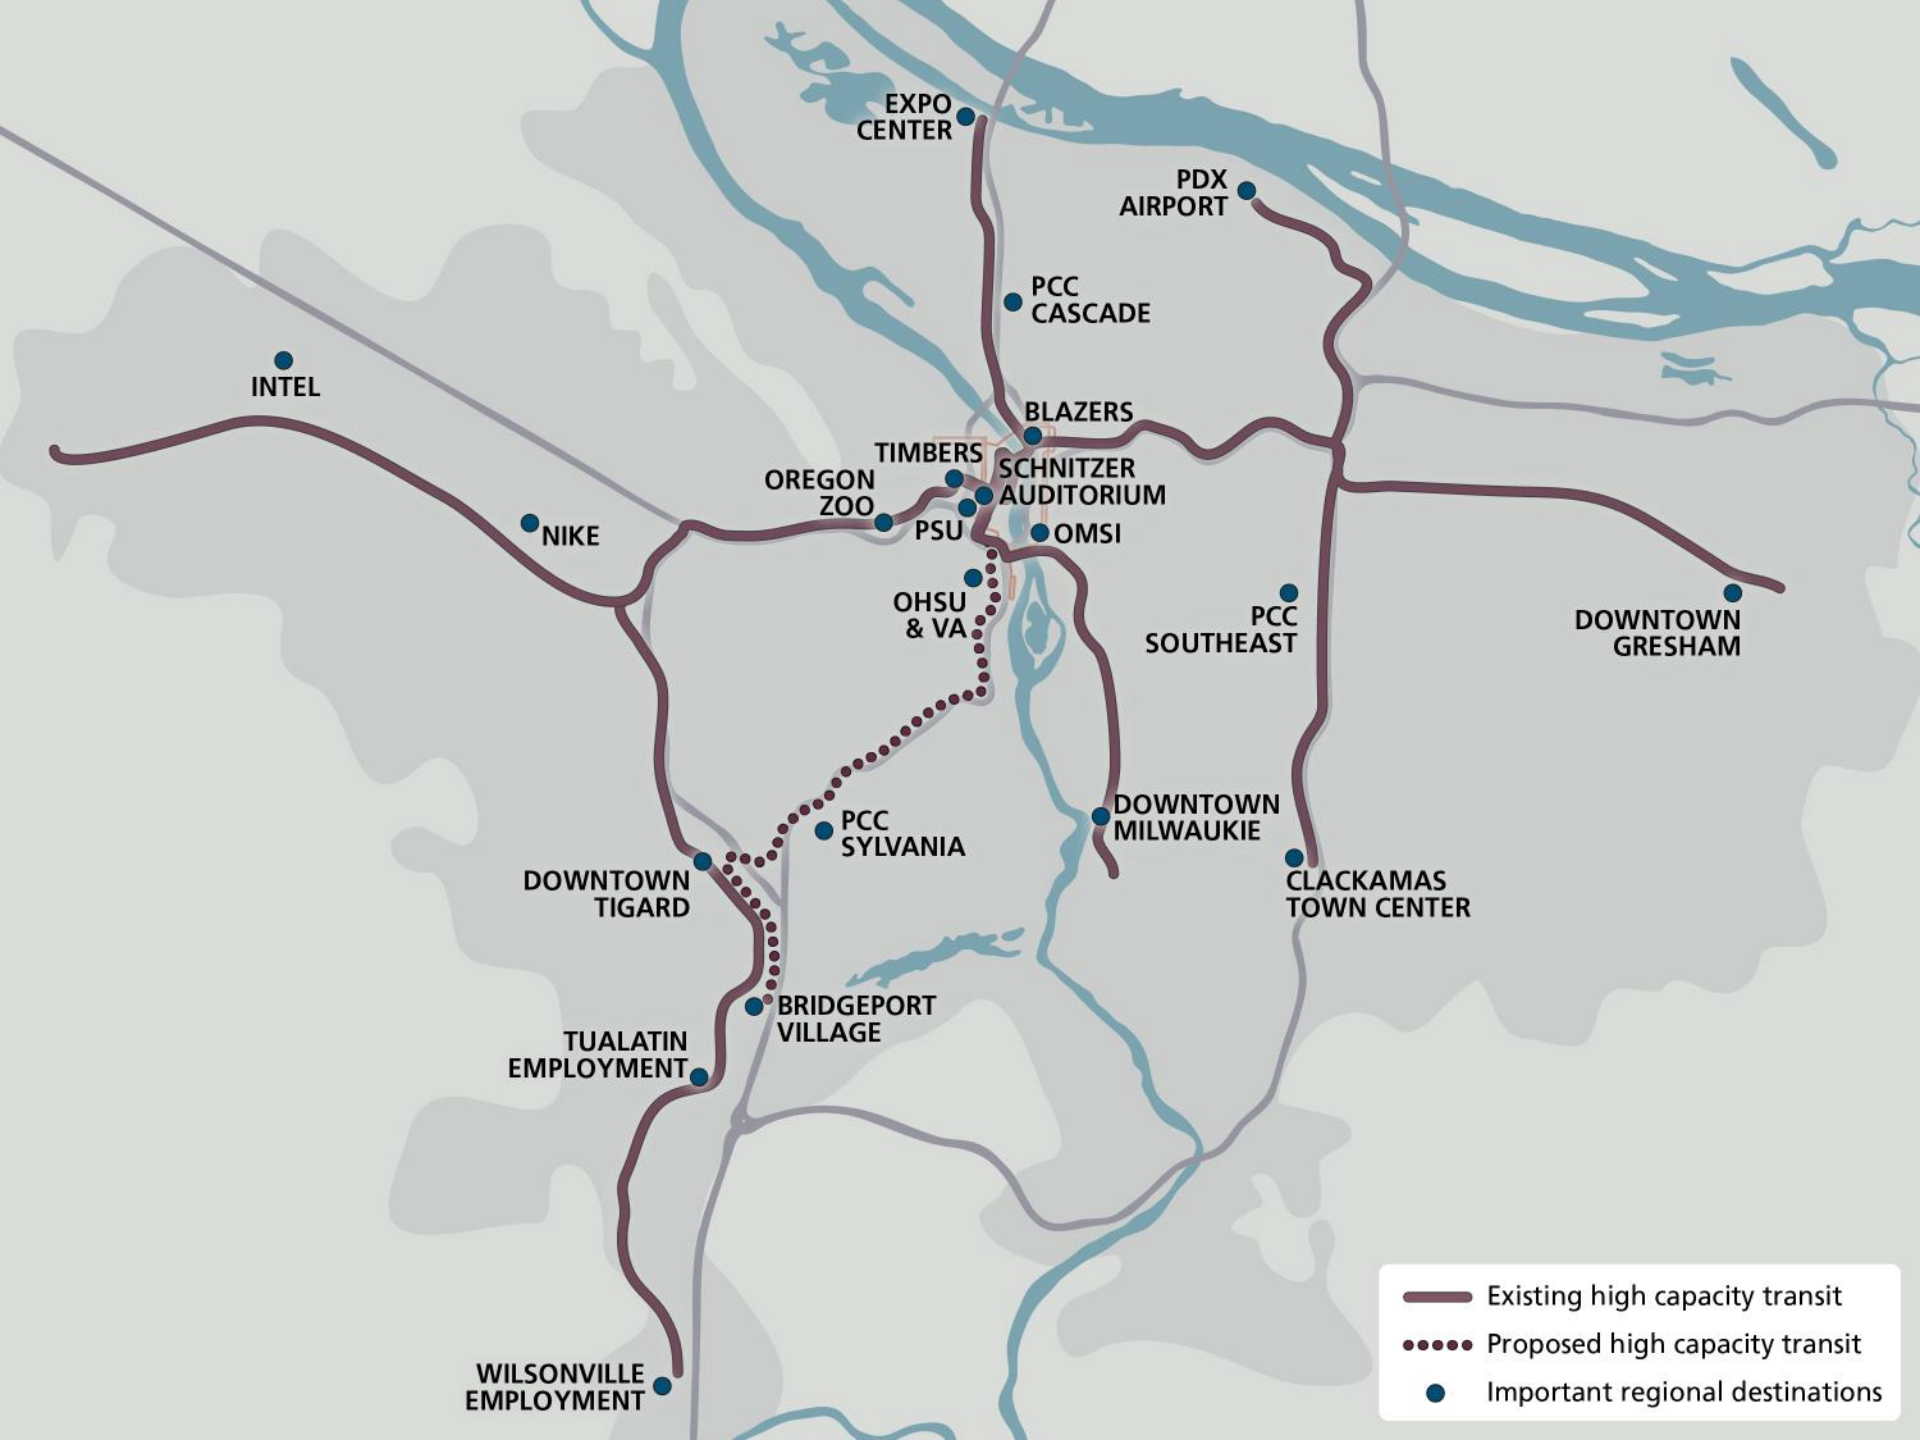 EXPO
CENTER
PDX
AIRPORT
PCC
CASCADE
INTEL
BLAZERS
TIMBERS
SCHNITZER
AUDITORIUM
OREGON
ZOO
PSU
OMSI
NIKE
OHSU
& VA
PCC
SOUTHEAST
DOWNTOWN
GRESHAM
DOWNTOWN
MILWAUKIE
PCC
SYLVANIA
DOWNTOWN
TIGARD
CLACKAMAS
TOWN CENTER
BRIDGEPORT
VILLAGE
TUALATIN
EMPLOYMENT
WILSONVILLE
EMPLOYMENT
Existing high capacity transit
Proposed high capacity transit
Important regional destinations